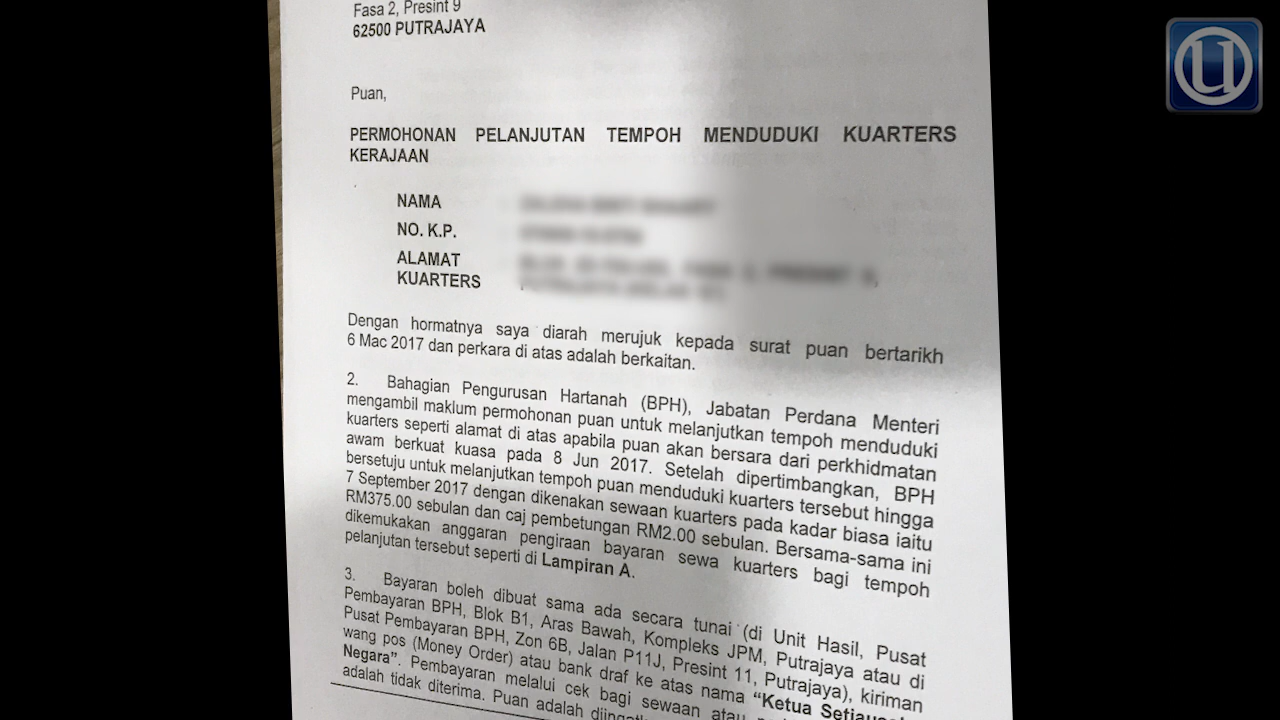 Fasa 2, Presint 9
62500 PUTRAJAYA
Puan,
PERMOHONAN PELANJUTAN TEMPOH MENDUDUKI KUARTERS
KERAJAAN
NAMA
NO. K.P.
ALAMAT
KUARTERS
Dengan hormatnya saya diarah merujuk kepada surat puan bertarikh
6 Mac 2017 dan perkara di atas adalah berkaitan.
2. Bahagian Pengurusan Hartanah (BPH), Jabatan Perdana Menteri
mengambil maklum permohonan puan untuk melanjutkan tempoh menduduki
kuarters seperti alamat di atas apabila puan akan bersara dari perkhidmatan
awam berkuat kuasa pada 8 Jun 2017. Setelah dipertimbangkan, BPH
bersetuju untuk melanjutkan tempoh puan menduduki kuarters tersebut hingga
7 September 2017 dengan dikenakan sewaan kuarters pada kadar biasa iaitu
RM375.00 sebulan dan caj pembetungan RM2.00 sebulan. Bersama-sama ini
dikemukakan anggaran pengiraan bayaran sewa kuarters bagi tempoh
pelanjutan tersebut seperti di Lampiran A.
3. Bayaran boleh dibuat sama ada secara tunai (di Unit Hasil, Pusat
Pembayaran BPH, Blok B1, Aras Bawah, Kompleks JPM, Putrajaya atau di
Pusat Pembayaran BPH, Zon 6B, Jalan P11J, Presint 11, Putrajaya), kiriman
wang pos (Money Order) atau bank draf ke atas nama “Ketua
Negara”. Pembayaran melalui cek bagi sewaan atau
adalah tidak diterima. Puan adalah
U